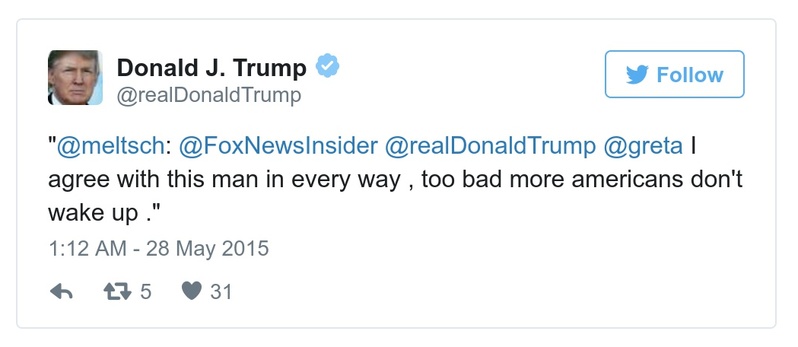 Donald J. Trump
@realDonaldTrump
Follow
"@meltsch: @FoxNewsInsider @realDonaldTrump @greta I
agree with this man in every way , too bad more americans don't
wake up ."
1:12 AM - 28 May 2015
5 31